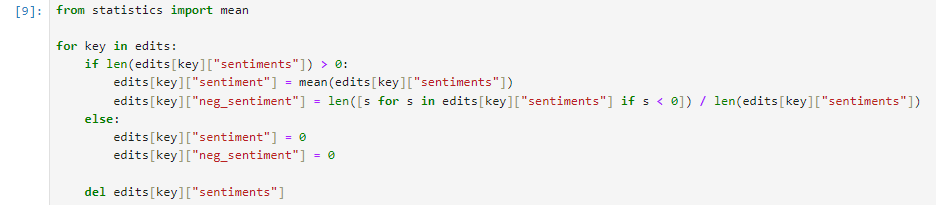 [9]: from statistics import mean

for key in edits:
    if len(edits[key]["sentiments"]) > 0:
        edits[key]["sentiment"] = mean(edits[key]["sentiments"])
        edits[key]["neg_sentiment"] = len([s for s in edits[key]["sentiments"] if s < 0]) / len(edits[key]["sentiments"])
    else:
        edits[key]["sentiment"] = 0
        edits[key]["neg_sentiment"] = 0

    del edits[key]["sentiments"]